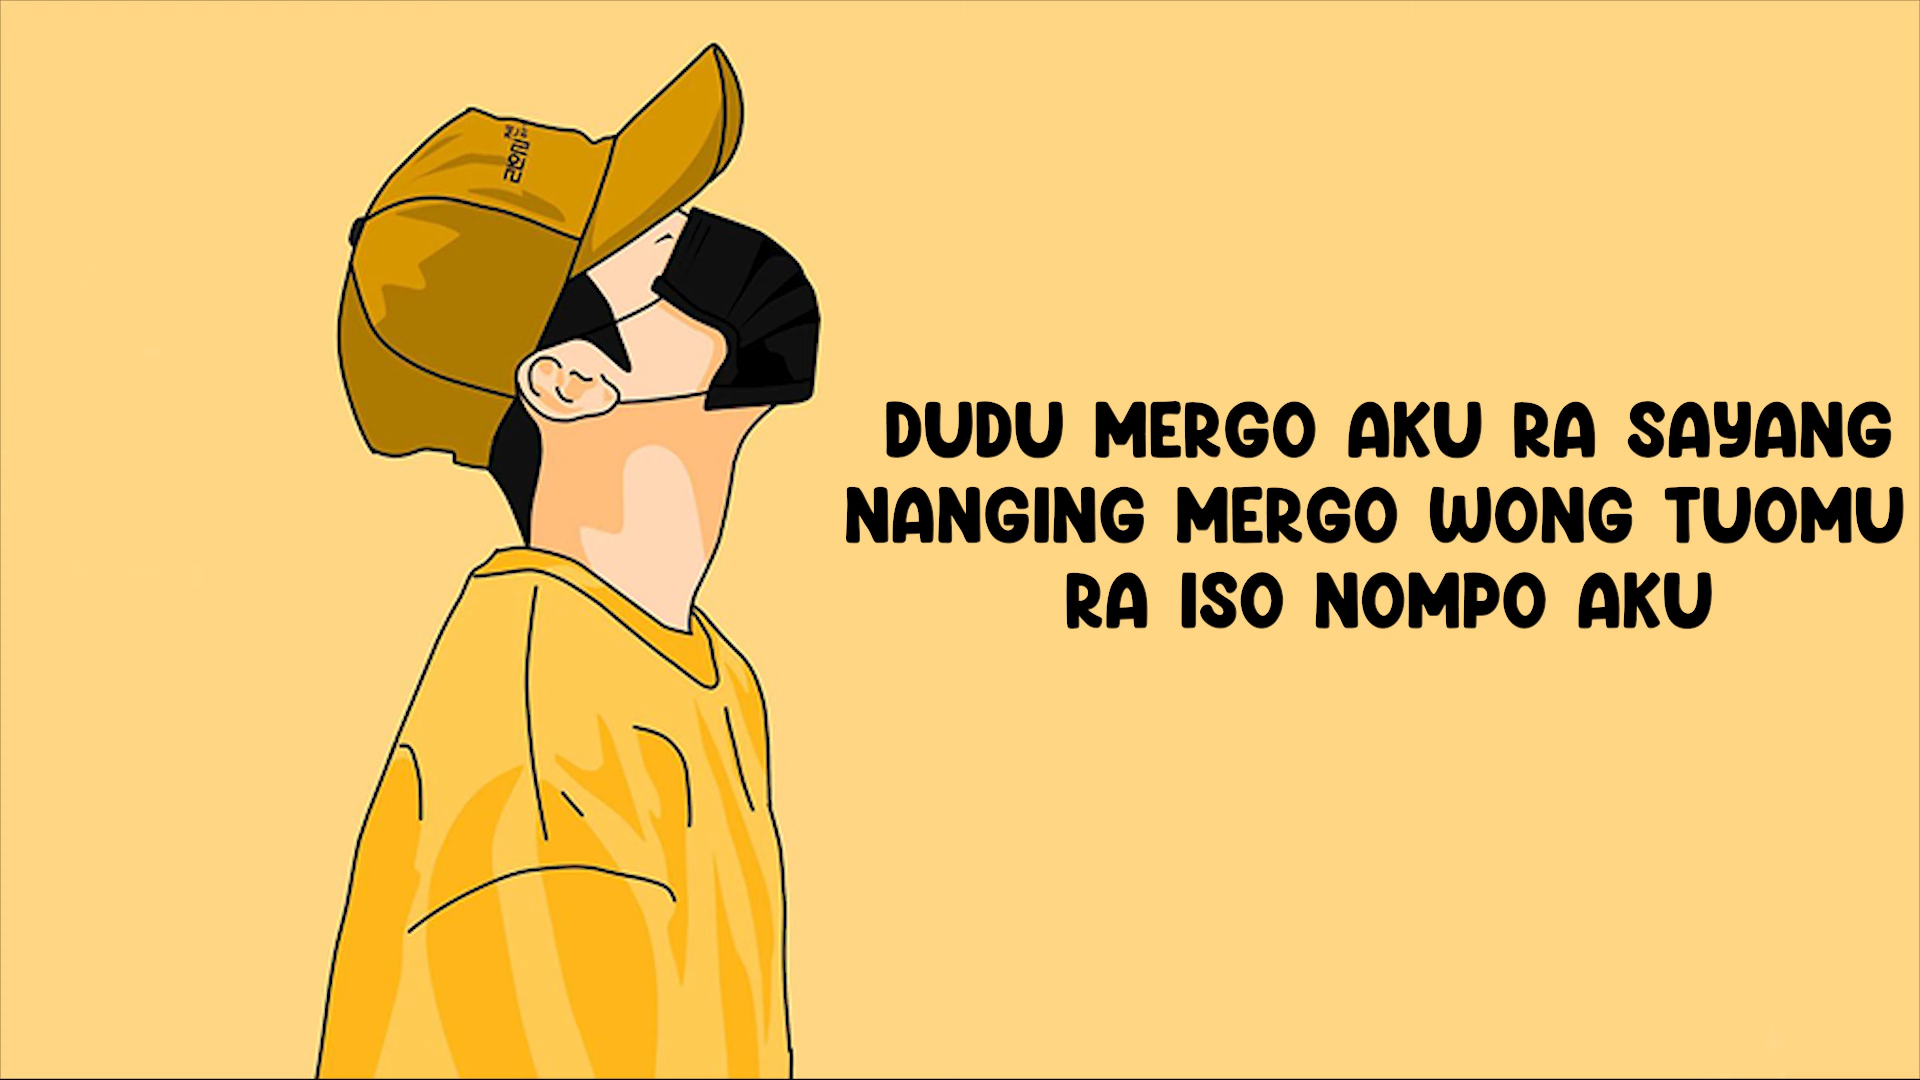 DUDU MERGO AKU RA SAYANG
NANGING MERGO WONG TUOMU
RA ISO NOMPO AKU